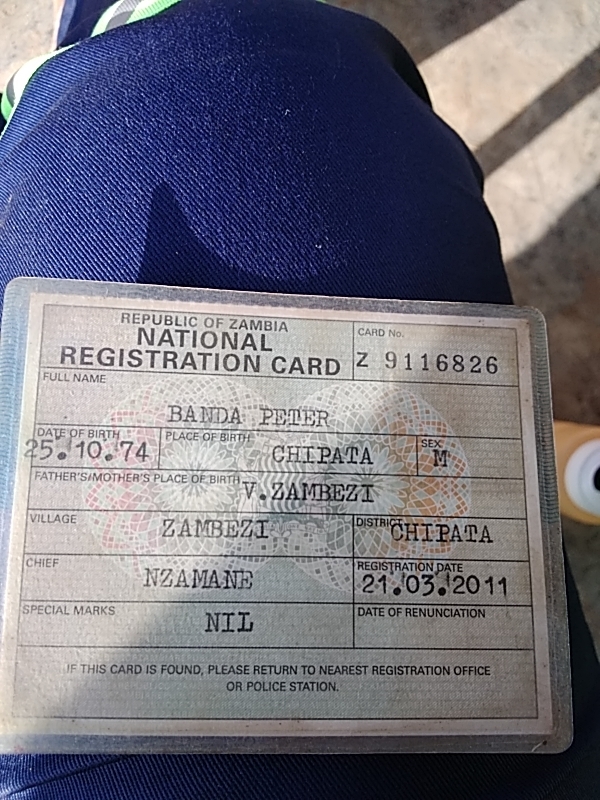 REPUBLIC OF ZAMBIA
NATIONAL
REGISTRATION CARD
CARD No.
Z 9116826
FULL NAME
BANDA PETER
DATE OF BIRTH
25.10.74
PLACE OF BIRTH
CHIPATA
SEX
M
FATHER'S/MOTHER'S PLACE OF BIRTH
V.ZAMBEZI
VILLAGE
ZAMBEZI
DISTRICT
CHIPATA
CHIEF
NZAMANE
REGISTRATION DATE
21.03.2011
SPECIAL MARKS
NIL
DATE OF RENUNCIATION
IF THIS CARD IS FOUND, PLEASE RETURN TO NEAREST REGISTRATION OFFICE
OR POLICE STATION.